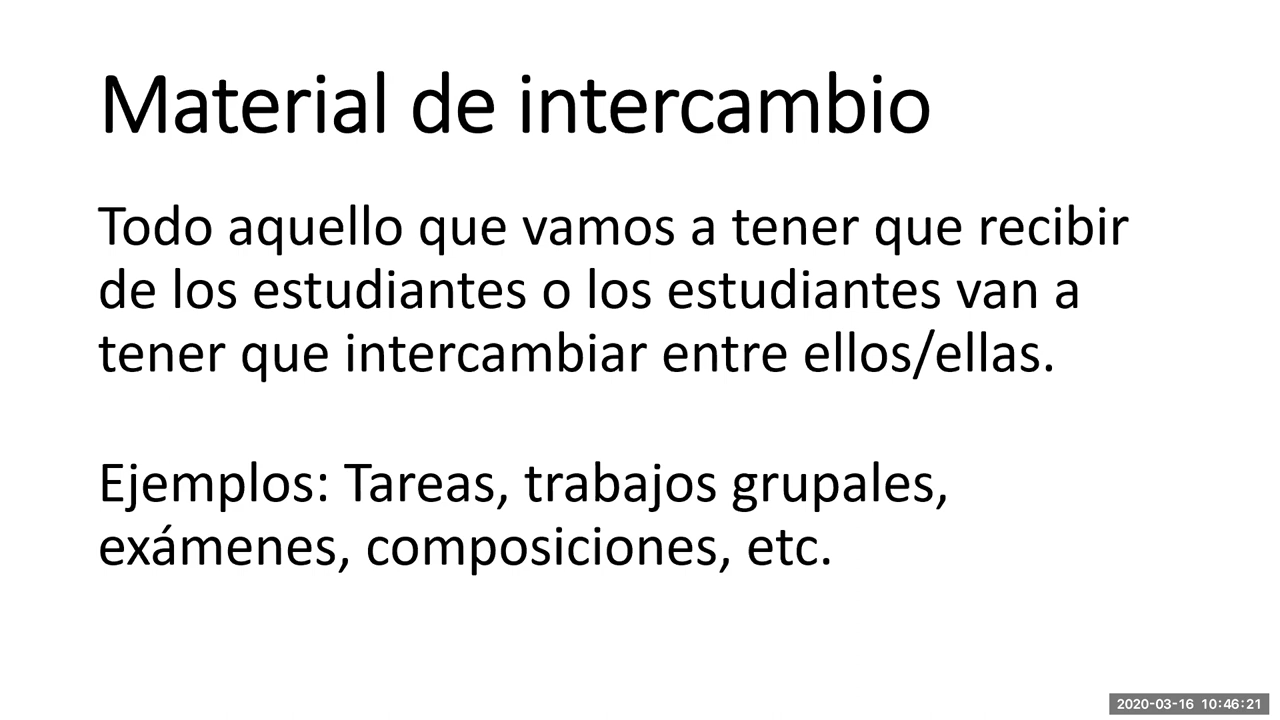 Material de intercambio
Todo aquello que vamos a tener que recibir
de los estudiantes o los estudiantes van a
tener que intercambiar entre ellos/ellas.
Ejemplos: Tareas, trabajos grupales,
exámenes, composiciones, etc.
2020-03-16 10:46:21